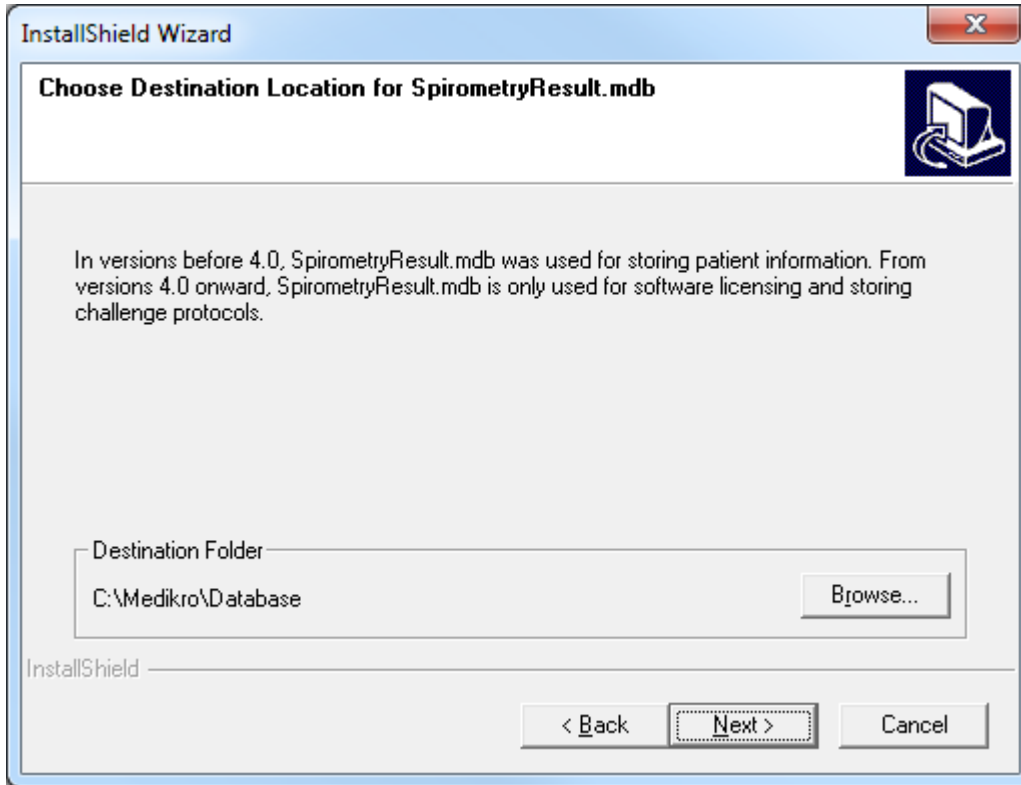 InstallShield Wizard
Choose Destination Location for SpirometryResult.mdb
In versions before 4.0, SpirometryResult.mdb was used for storing patient information. From
versions 4.0 onward, SpirometryResult.mdb is only used for software licensing and storing
challenge protocols.
Destination Folder
C:\Medikro\Database
Browse...
InstallShield
< Back
Next >
Cancel